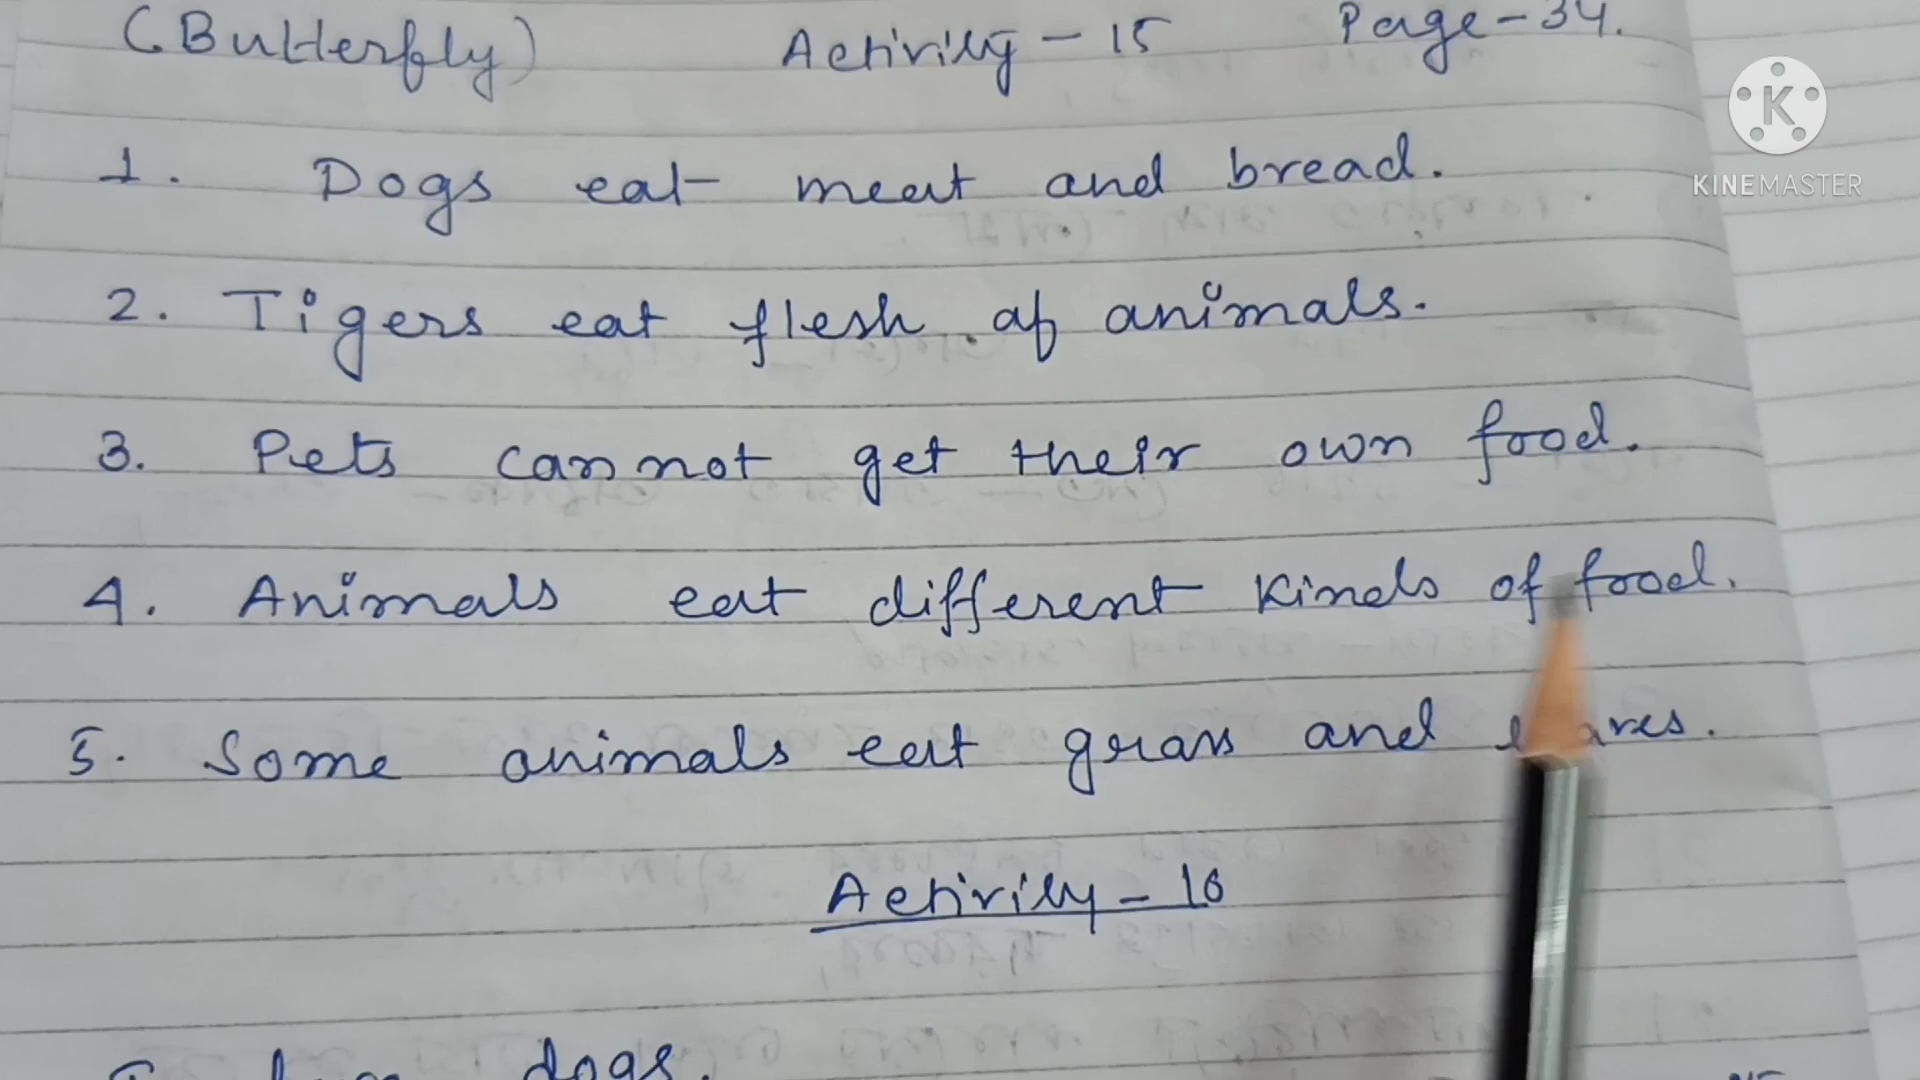 (Butterfly) Activity - 15 Page - 34.
1. Dogs eat meat and bread.
2. Tigers eat flesh of animals.
3. Pets cannot get their own food.
4. Animals eat different kinds of food.
5. Some animals eat grass and leaves.
Activity - 16
dogs.
K
KINEMASTER